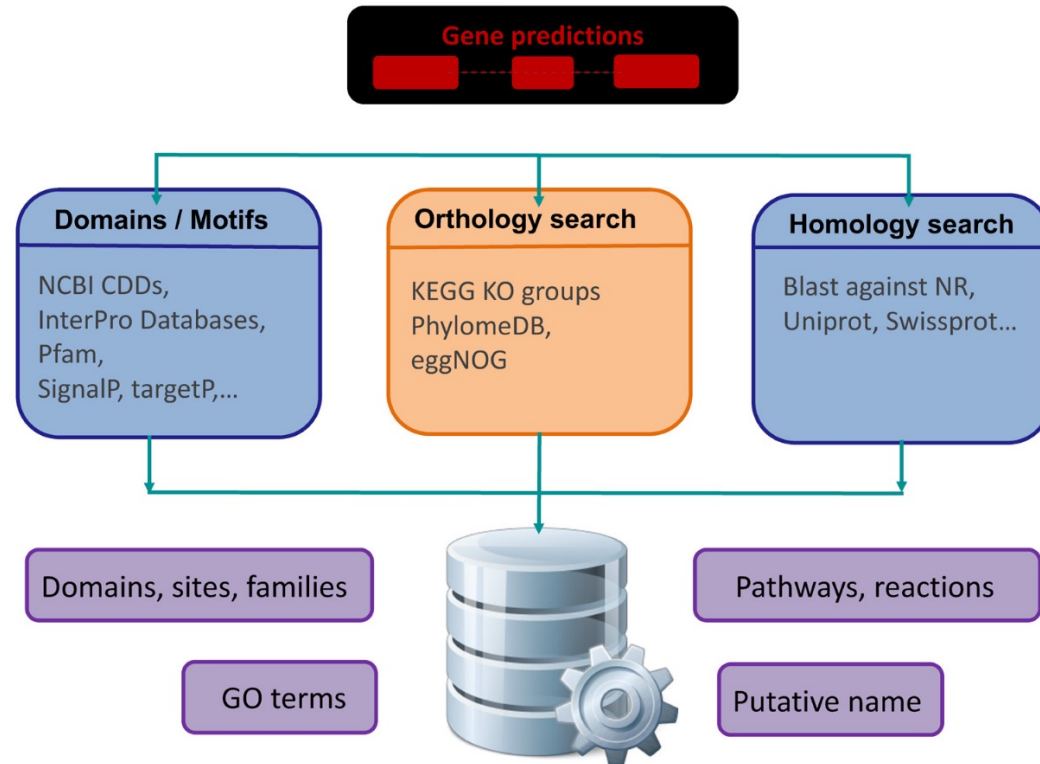 Gene predictions
Domains / Motifs
NCBI CDDs,
InterPro Databases,
Pfam,
SignalP, targetP,...
Orthology search
KEGG KO groups
PhylomeDB,
eggNOG
Homology search
Blast against NR,
Uniprot, Swissprot...
Domains, sites, families
Pathways, reactions
GO terms
Putative name